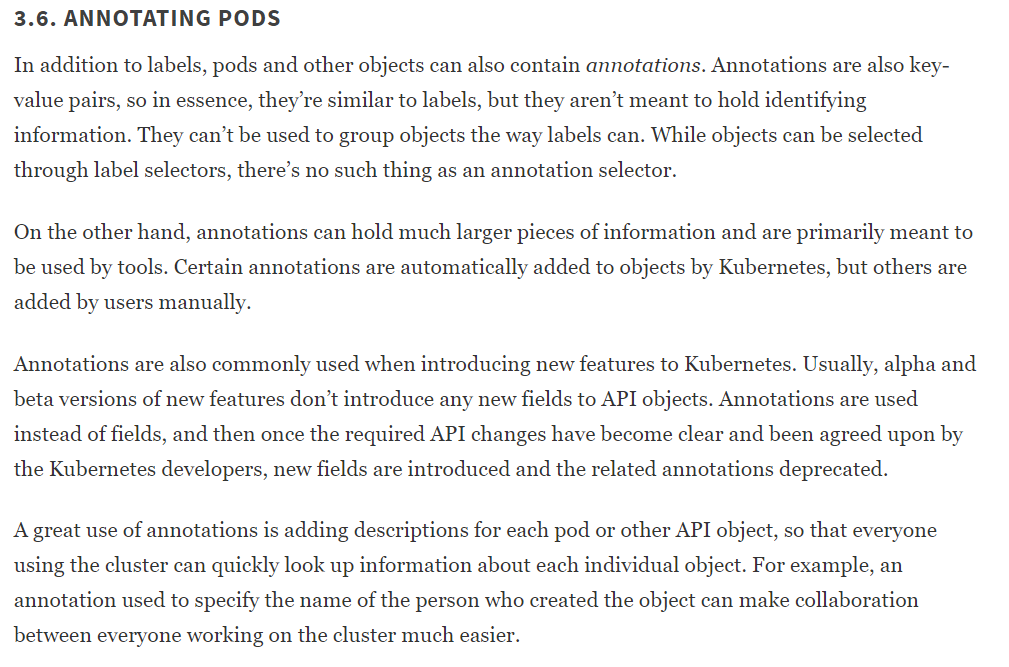 3.6. ANNOTATING PODS
In addition to labels, pods and other objects can also contain annotations. Annotations are also key-
value pairs, so in essence, they’re similar to labels, but they aren’t meant to hold identifying
information. They can’t be used to group objects the way labels can. While objects can be selected
through label selectors, there’s no such thing as an annotation selector.
On the other hand, annotations can hold much larger pieces of information and are primarily meant to
be used by tools. Certain annotations are automatically added to objects by Kubernetes, but others are
added by users manually.
Annotations are also commonly used when introducing new features to Kubernetes. Usually, alpha and
beta versions of new features don’t introduce any new fields to API objects. Annotations are used
instead of fields, and then once the required API changes have become clear and been agreed upon by
the Kubernetes developers, new fields are introduced and the related annotations deprecated.
A great use of annotations is adding descriptions for each pod or other API object, so that everyone
using the cluster can quickly look up information about each individual object. For example, an
annotation used to specify the name of the person who created the object can make collaboration
between everyone working on the cluster much easier.